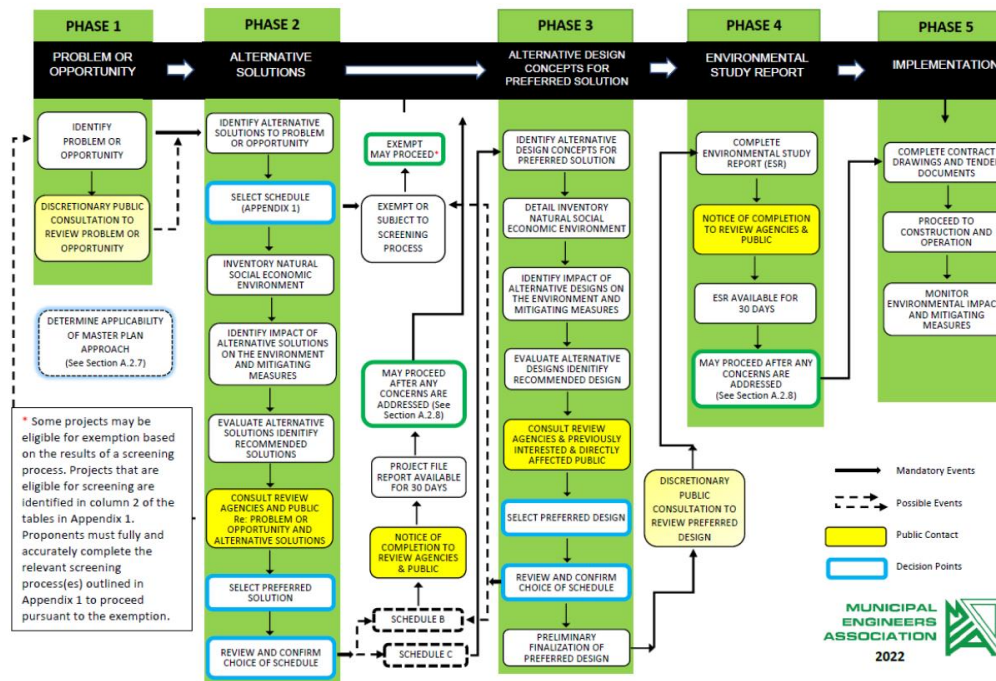 PHASE 1
PROBLEM OR
OPPORTUNITY
IDENTIFY
PROBLEM OR
OPPORTUNITY
DISCRETIONARY PUBLIC
CONSULTATION TO
REVIEW PROBLEM OR
OPPORTUNITY
DETERMINE APPLICABILITY
OF MASTER PLAN
APPROACH
(See Section A.2.7)
* Some projects may be
eligible for exemption based
on the results of a screening
process. Projects that are
eligible for screening are
identified in column 2 of the
tables in Appendix 1.
Proponents must fully and
accurately complete the
relevant screening
process(es) outlined in
Appendix 1 to proceed
pursuant to the exemption.
PHASE 2
ALTERNATIVE
SOLUTIONS
IDENTIFY ALTERNATIVE
SOLUTIONS TO PROBLEM
OR OPPORTUNITY
SELECT SCHEDULE
(APPENDIX 1)
INVENTORY NATURAL
SOCIAL ECONOMIC
ENVIRONMENT
IDENTIFY IMPACT OF
ALTERNATIVE SOLUTIONS
ON THE ENVIRONMENT
AND MITIGATING
MEASURES
EVALUATE ALTERNATIVE
SOLUTIONS IDENITIFY
RECOMMENDED
SOLUTIONS
CONSULT REVIEW
AGENCIES AND PUBLIC
Re: PROBLEM OR
OPPORTUNITY AND
ALTERNATIVE SOLUTIONS
SELECT PREFERRED
SOLUTION
REVIEW AND CONFIRM
CHOICE OF SCHEDULE
EXEMPT
MAY PROCEED*
EXEMPT OR
SUBJECT TO
SCREENING
PROCESS
MAY PROCEED
AFTER ANY
CONCERNS ARE
ADDRESSED (See
Section A.2.8)
PROJECT FILE
REPORT AVAILABLE
FOR 30 DAYS
NOTICE OF
COMPLETION TO
REVIEW AGENCIES
& PUBLIC
SCHEDULE B
SCHEDULE C
PHASE 3
ALTERNATIVE DESIGN
CONCEPTS FOR
PREFERRED SOLUTION
IDENTIFY ALTERNATIVE
DESIGN CONCEPTS FOR
PREFERRED SOLUTION
DETAIL INVENTORY
NATURAL SOCIAL
ECONOMIC ENVIRONMENT
IDENTIFY IMPACT OF
ALTERNATIVE DESIGNS ON
THE ENVIRONMENT AND
MITIGATING MEASURES
EVALUATE ALTERNATIVE
DESIGNS IDENITIFY
RECOMMENDED DESIGN
CONSULT REVIEW
AGENCIES & PREVIOUSLY
INTERESTED & DIRECTLY
AFFECTED PUBLIC
SELECT PREFERRED DESIGN
REVIEW AND CONFIRM
CHOICE OF SCHEDULE
PRELIMINARY
FINALIZATION OF
PREFERRED DESIGN
DISCRETIONARY
PUBLIC
CONSULTATION TO
REVIEW PREFERRED
DESIGN
PHASE 4
ENVIRONMENTAL
STUDY REPORT
COMPLETE
ENVIRONMENTAL STUDY
REPORT (ESR)
NOTICE OF COMPLETION
TO REVIEW AGENCIES &
PUBLIC
ESR AVAILABLE FOR
30 DAYS
MAY PROCEED AFTER ANY
CONCERNS ARE
ADDRESSED
(See Section A.2.8)
PHASE 5
IMPLEMENTATION
COMPLETE CONTRACT
DRAWINGS AND TENDE
DOCUMENTS
PROCEED TO
CONSTRUCTION AND
OPERATION
MONITOR
ENVIRONMENTAL IMPAC
AND MITIGATING
MEASURES
Mandatory Events
Possible Events
Public Contact
Decision Points
MUNICIPAL
ENGINEERS
ASSOCIATION
2022